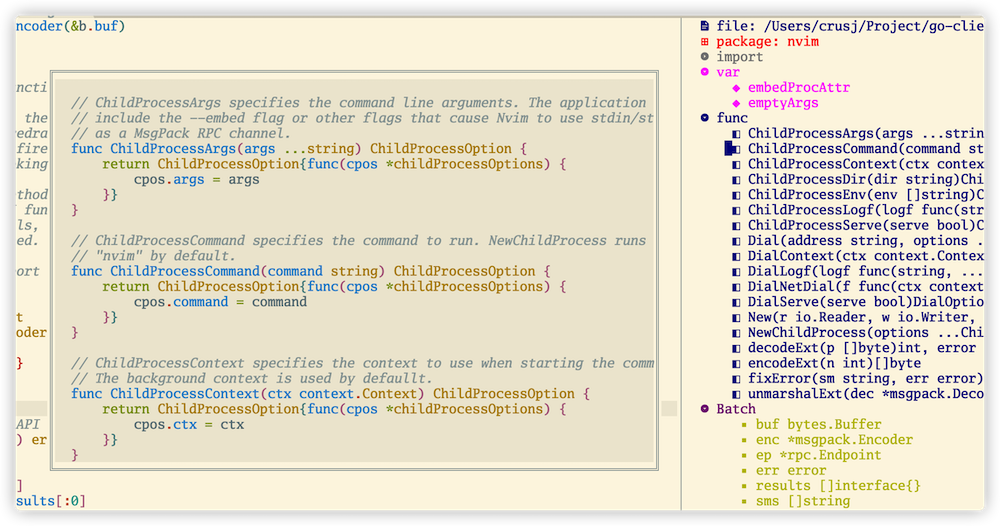 ncoder(&b.buf)
ncti
the
edra
fire
king
thod
fun
ls,
ed.
ort
t
oder
}
API
) er
]
sults[:0]
// ChildProcessArgs specifies the command line arguments. The application
// include the --embed flag or other flags that cause Nvim to use stdin/st
// as a MsgPack RPC channel.
func ChildProcessArgs(args ...string) ChildProcessOption {
    return ChildProcessOption{func(cpos *childProcessOptions) {
        cpos.args = args
    }}
}
// ChildProcessCommand specifies the command to run. NewChildProcess runs
// "nvim" by default.
func ChildProcessCommand(command string) ChildProcessOption {
    return ChildProcessOption{func(cpos *childProcessOptions) {
        cpos.command = command
    }}
}
// ChildProcessContext specifies the context to use when starting the comm
// The background context is used by defaullt.
func ChildProcessContext(ctx context.Context) ChildProcessOption {
    return ChildProcessOption{func(cpos *childProcessOptions) {
        cpos.ctx = ctx
    }}
}
file: /Users/crusj/Project/go-clie
package: nvim
import
var
embedProcAttr
emptyArgs
func
ChildProcessArgs(args ...strin
ChildProcessCommand(command st
ChildProcessContext(ctx contex
ChildProcessDir(dir string)Chi
ChildProcessEnv(env []string)C
ChildProcessLogf(logf func(str
ChildProcessServe(serve bool)C
Dial(address string, options .
DialContext(ctx context.Contex
DialLogf(logf func(string, ...
DialNetDial(f func(ctx context
DialServe(serve bool)DialOptio
New(r io.Reader, w io.Writer,
NewChildProcess(options ...Chi
decodeExt(p []byte)int, error
encodeExt(n int)[]byte
fixError(sm string, err error)
unmarshalExt(dec *msgpack.Deco
Batch
buf bytes.Buffer
enc *msgpack.Encoder
ep *rpc.Endpoint
err error
results []interface{}
sms []string